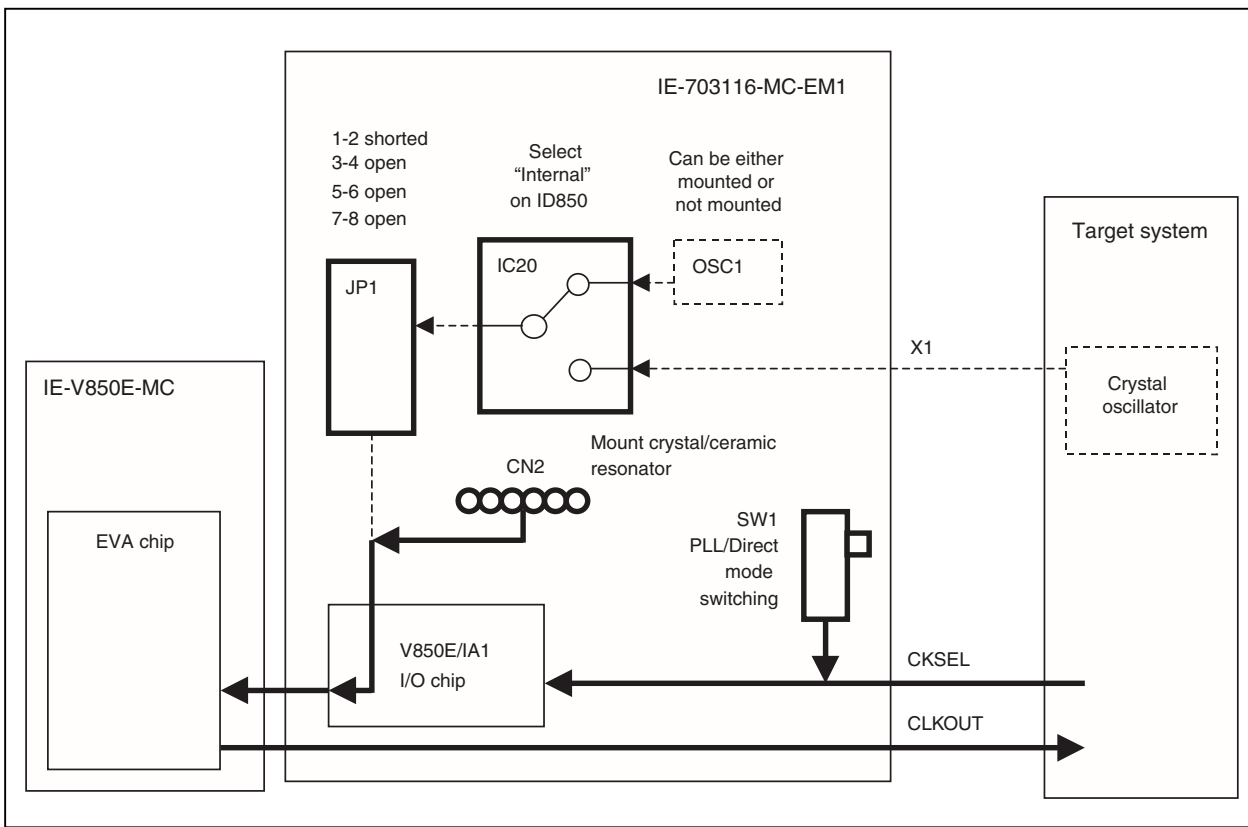 IE-703116-MC-EM1
1-2 shorted
3-4 open
5-6 open
7-8 open
Select
“Internal”
on ID850
Can be either
mounted or
not mounted
JP1
IC20
OSC1
Target system
X1
Crystal
oscillator
IE-V850E-MC
Mount crystal/ceramic
resonator
CN2
EVA chip
SW1
PLL/Direct
mode
switching
V850E/IA1
I/O chip
CKSEL
CLKOUT